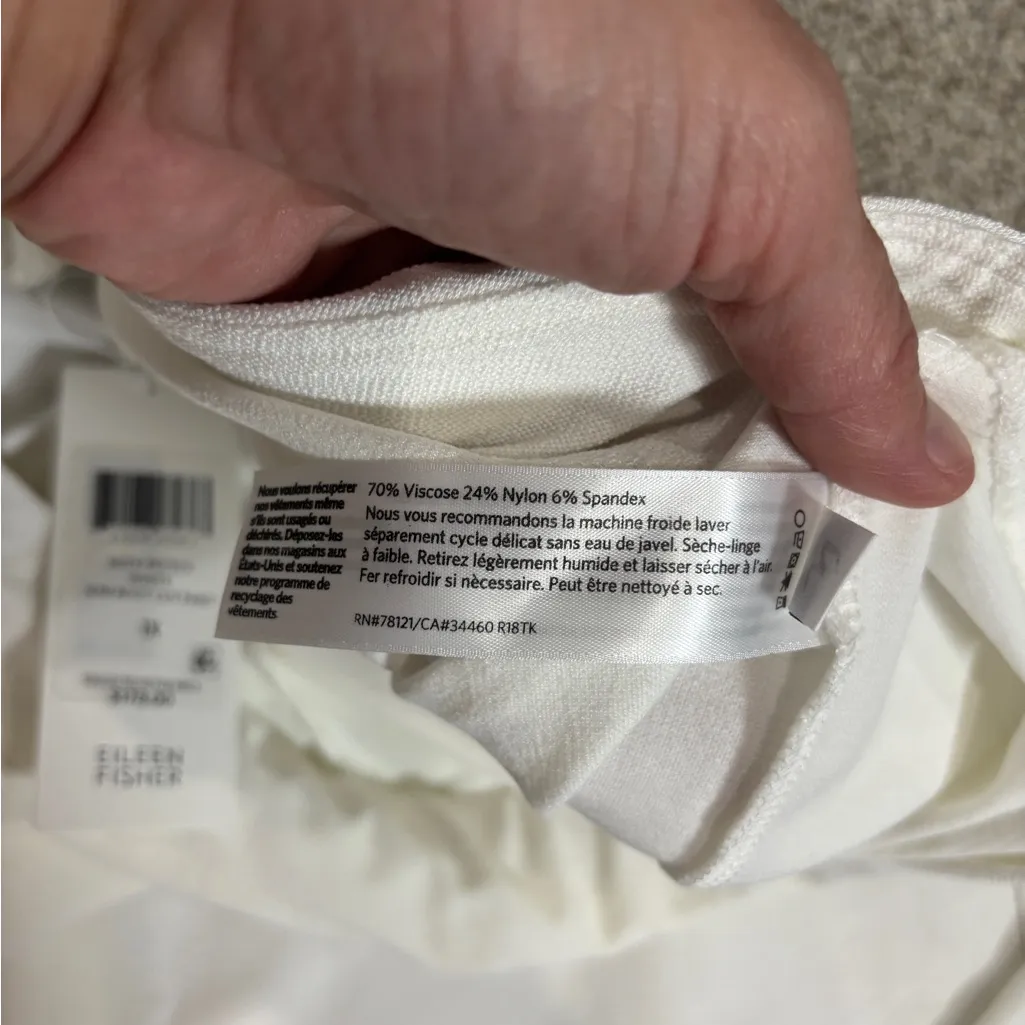 Nous voulons récupérer
nos vêtements même
s'ils sont usagés ou
déchirés. Déposez-les
dans nos magasins aux
États-Unis et soutenez
notre programme de
recyclage des
vêtements.
70% Viscose 24% Nylon 6% Spandex
Nous vous recommandons la machine froide laver
séparement cycle délicat sans eau de javel. Sèche-linge
à faible. Retirez légèrement humide et laisser sécher à l'air.
Fer refroidir si nècessaire. Peut être nettoyé à sec.
RN#78121/CA#34460 R18TK
EILEEN
FISHER